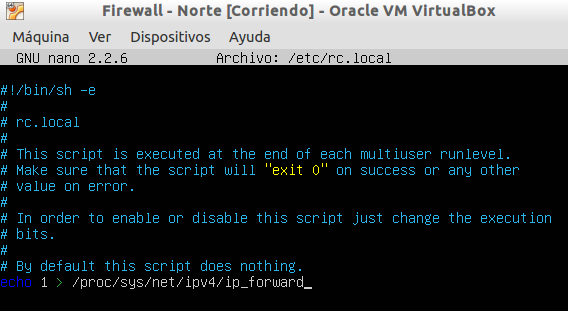 Firewall - Norte [Corriendo] - Oracle VM VirtualBox
Máquina Ver Dispositivos Ayuda
GNU nano 2.2.6 Archivo: /etc/rc.local
#!/bin/sh -e
#
# rc.local
#
# This script is executed at the end of each multiuser runlevel.
# Make sure that the script will "exit 0" on success or any other
# value on error.
#
# In order to enable or disable this script just change the execution
# bits.
#
# By default this script does nothing.
echo 1 > /proc/sys/net/ipv4/ip_forward_